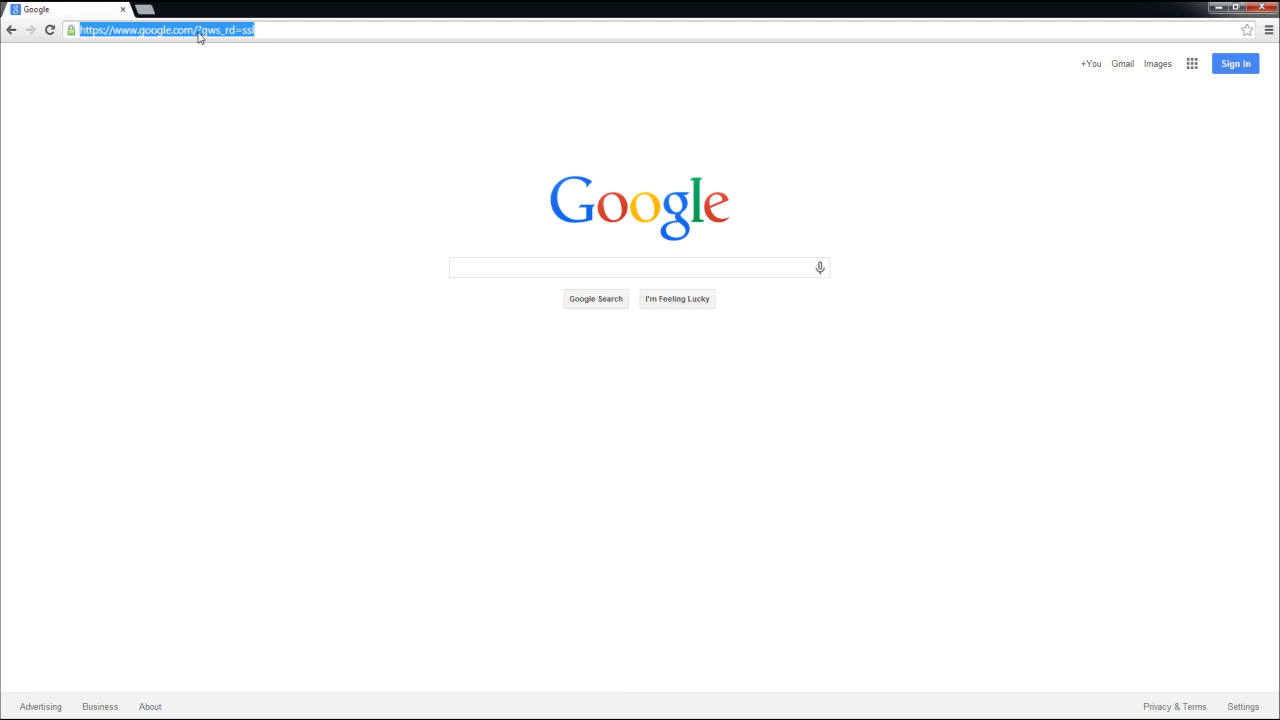 Google
https://www.google.com/?gws_rd=ssl
+You Gmail Images Sign in
Google
Google Search I'm Feeling Lucky
Advertising Business About Privacy & Terms Settings